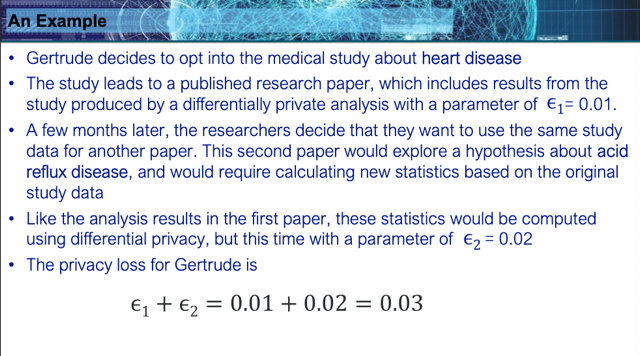 An Example
• Gertrude decides to opt into the medical study about heart disease
• The study leads to a published research paper, which includes results from the
study produced by a differentially private analysis with a parameter of ϵ₁= 0.01.
• A few months later, the researchers decide that they want to use the same study
data for another paper. This second paper would explore a hypothesis about acid
reflux disease, and would require calculating new statistics based on the original
study data
• Like the analysis results in the first paper, these statistics would be computed
using differential privacy, but this time with a parameter of ϵ₂ = 0.02
• The privacy loss for Gertrude is
ϵ₁ + ϵ₂ = 0.01 + 0.02 = 0.03